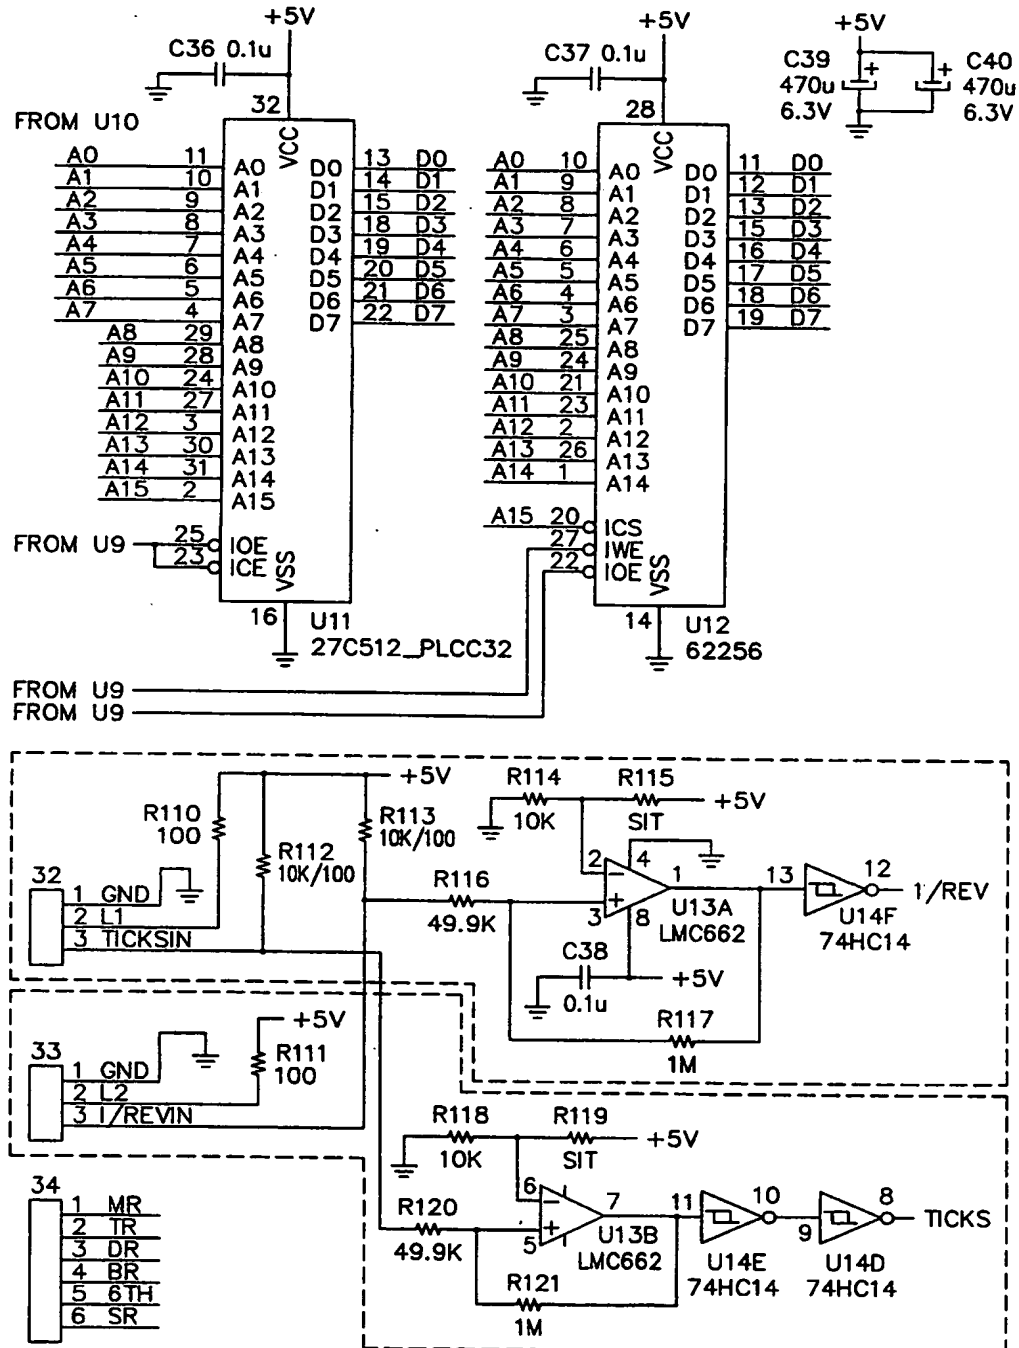 +5V
C36 0.1u
32
FROM U10
VCC
A0 11 A0 D0 13 D0
A1 10 A1 D1 14 D1
A2 9 A2 D2 15 D2
A3 8 A3 D3 18 D3
A4 7 A4 D4 19 D4
A5 6 A5 D5 20 D5
A6 5 A6 D6 21 D6
A7 4 A7 D7 22 D7
A8 29 A8
A9 28 A9
A10 24 A10
A11 27 A11
A12 3 A12
A13 30 A13
A14 31 A14
A15 2 A15
FROM U9
25 IOE
23 ICE
VSS
16
U11
27C512_PLCC32
+5V
C37 0.1u
28
VCC
A0 10 A0 D0 11 D0
A1 9 A1 D1 12 D1
A2 8 A2 D2 13 D2
A3 7 A3 D3 15 D3
A4 6 A4 D4 16 D4
A5 5 A5 D5 17 D5
A6 4 A6 D6 18 D6
A7 3 A7 D7 19 D7
A8 25 A8
A9 24 A9
A10 21 A10
A11 23 A11
A12 2 A12
A13 26 A13
A14 1 A14
A15 20 ICS
27 IWE
22 IOE
VSS
14
U12
62256
+5V
C39
470u
6.3V
+
+
C40
470u
6.3V
FROM U9
FROM U9
+5V
R110
100
R112
10K/100
R113
10K/100
32
1 GND
2 L1
3 TICKSIN
R114
10K
R115
SIT
+5V
R116
49.9K
2 −
3 +
4
8
1
U13A
LMC662
C38
0.1u
+5V
R117
1M
13
12
U14F
74HC14
1/REV
33
1 GND
2 L2
3 I/REVIN
+5V
R111
100
R118
10K
R119
SIT
+5V
R120
49.9K
6 −
5 +
7
U13B
LMC662
R121
1M
11
10
U14E
74HC14
9
8
U14D
74HC14
TICKS
34
1 MR
2 TR
3 DR
4 BR
5 6TH
6 SR